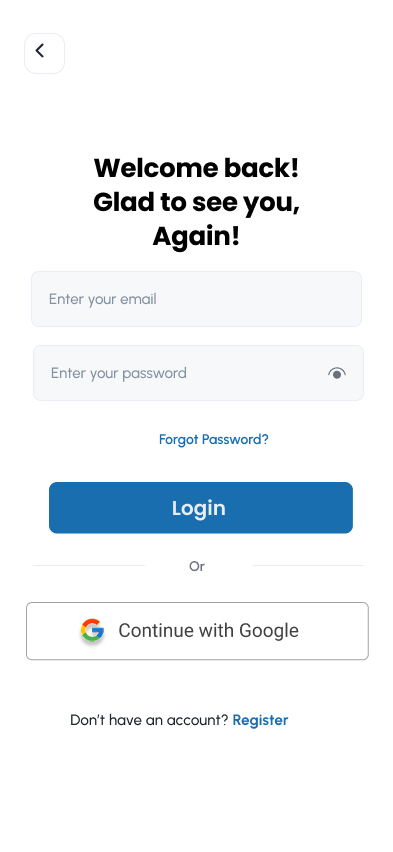 Welcome back!
Glad to see you,
Again!
Enter your email
Enter your password
Forgot Password?
Login
Or
Continue with Google
Don’t have an account? Register